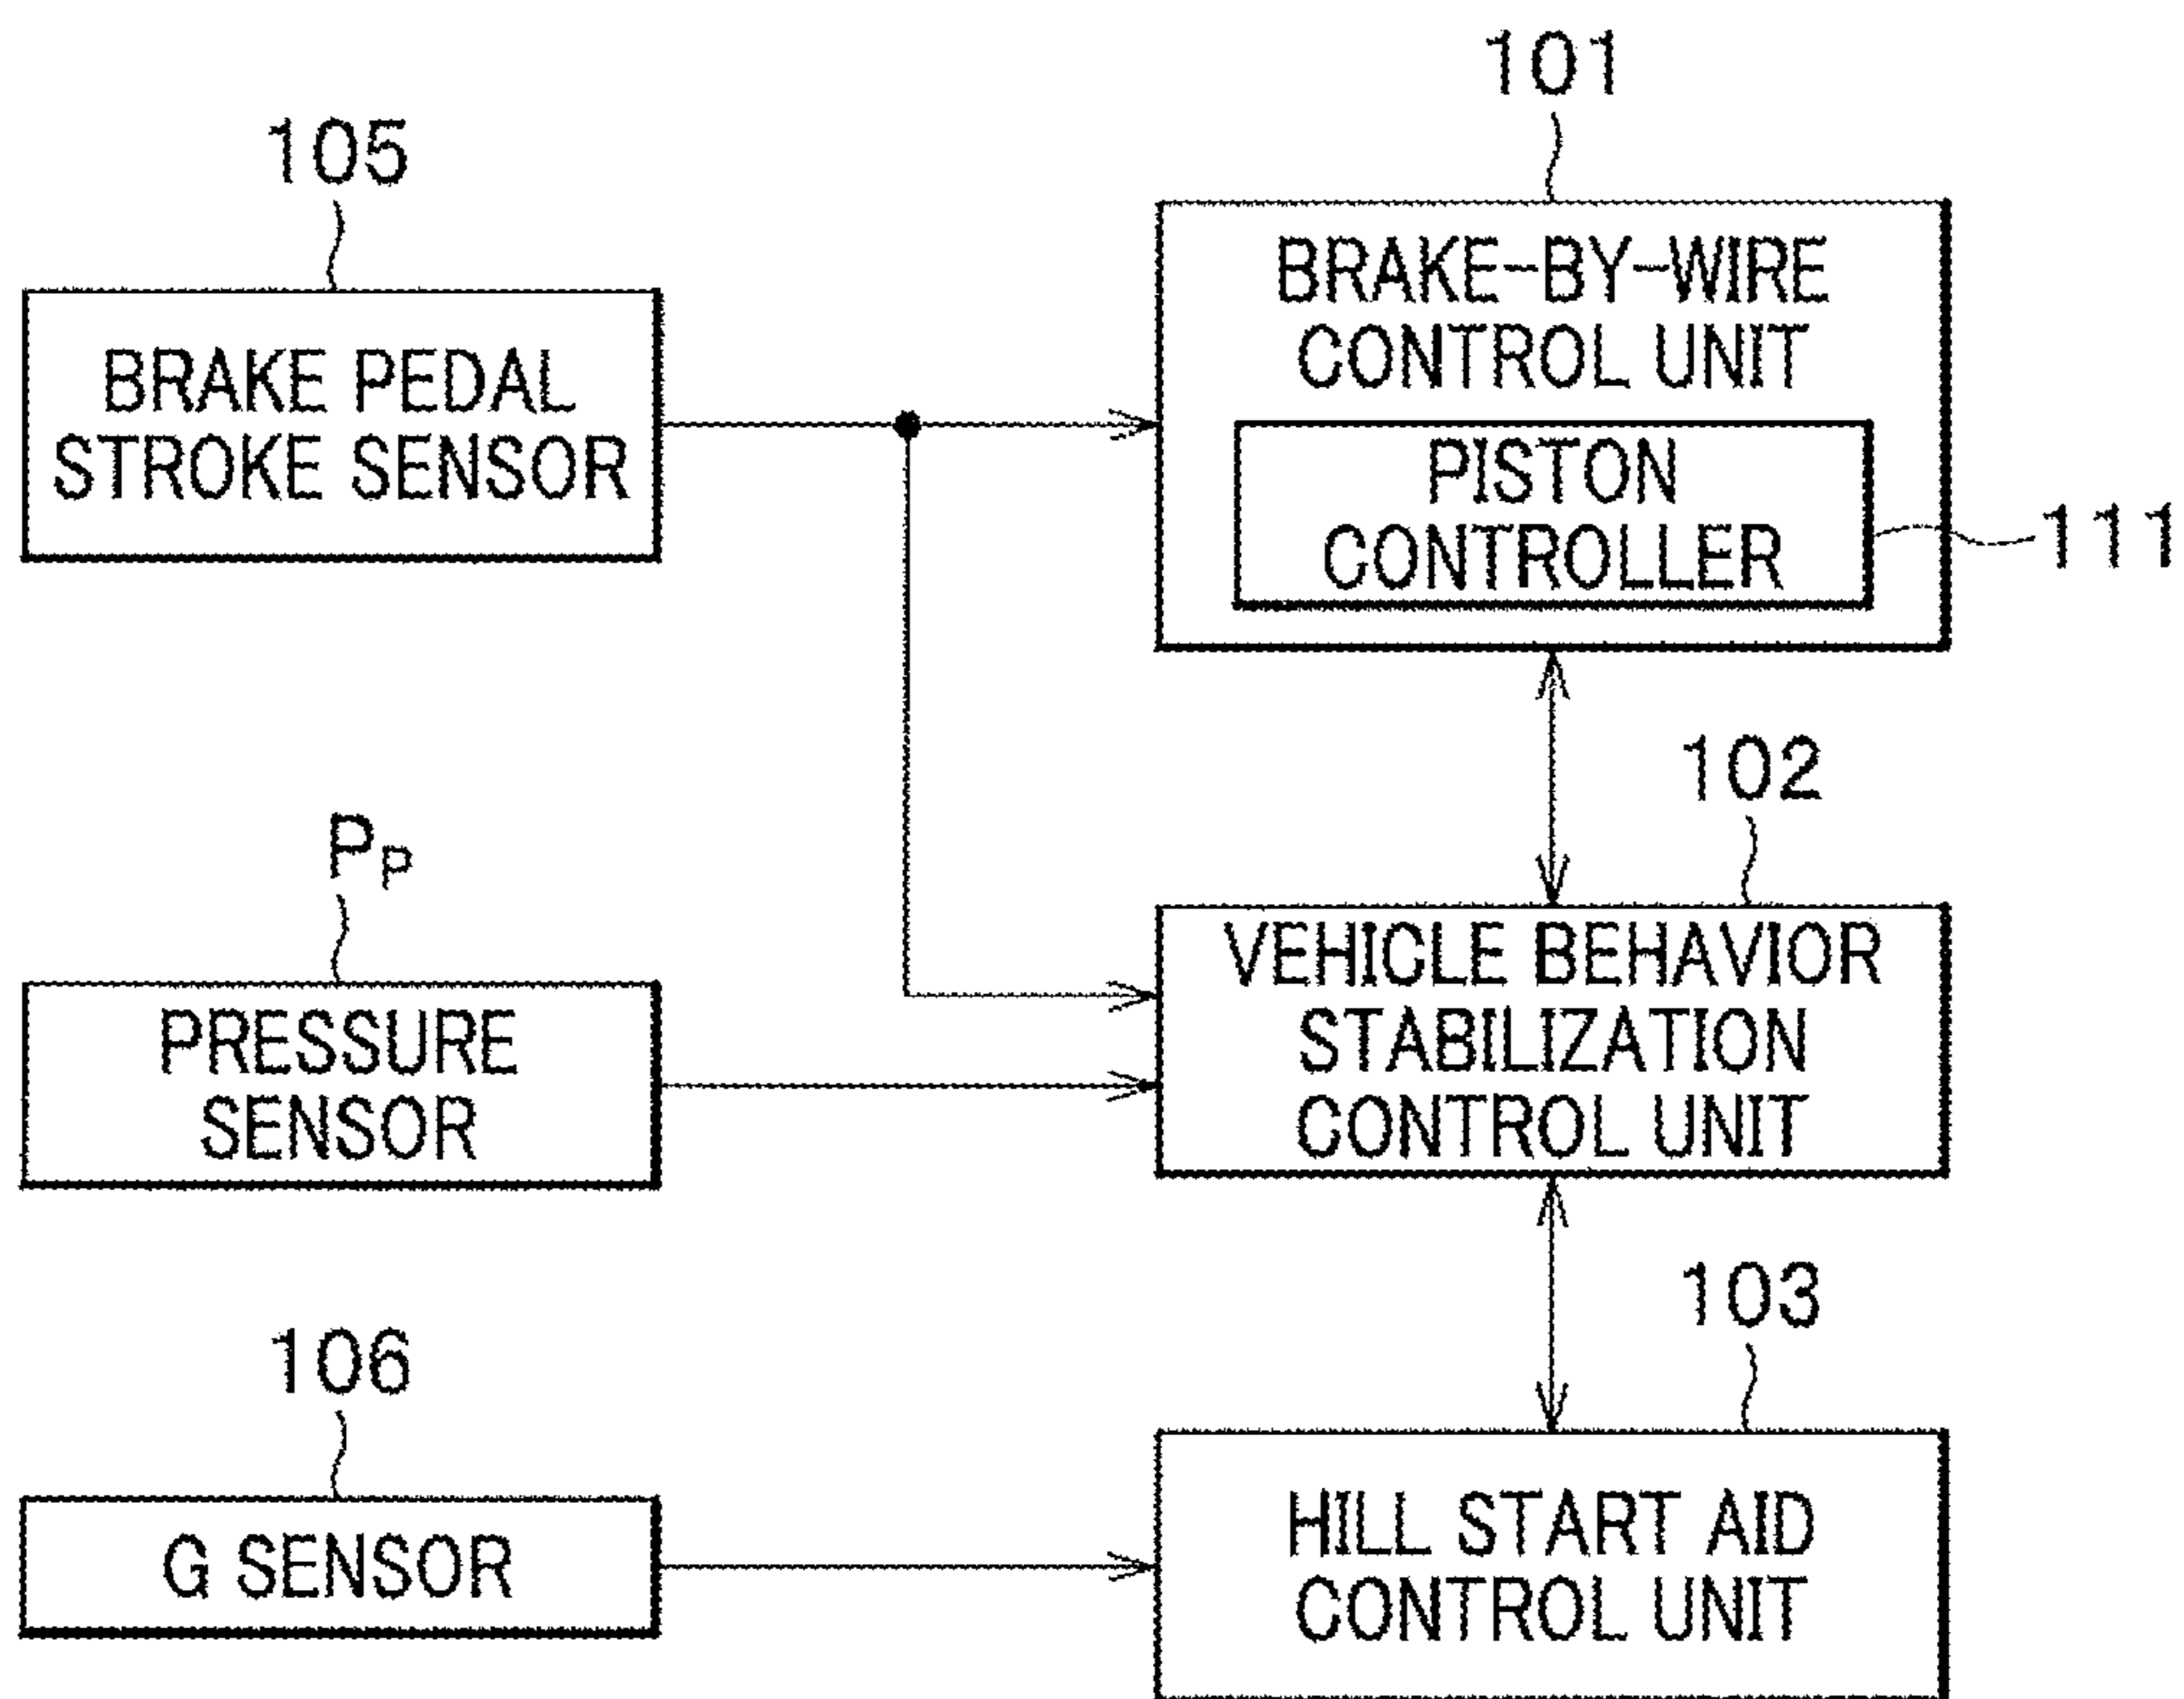 101
105
BRAKE-BY-WIRE
CONTROL UNIT
BRAKE PEDAL
STROKE SENSOR
PISTON
CONTROLLER
111
102
PP
VEHICLE BEHAVIOR
STABILIZATION
CONTROL UNIT
PRESSURE
SENSOR
103
106
HILL START AID
CONTROL UNIT
G SENSOR